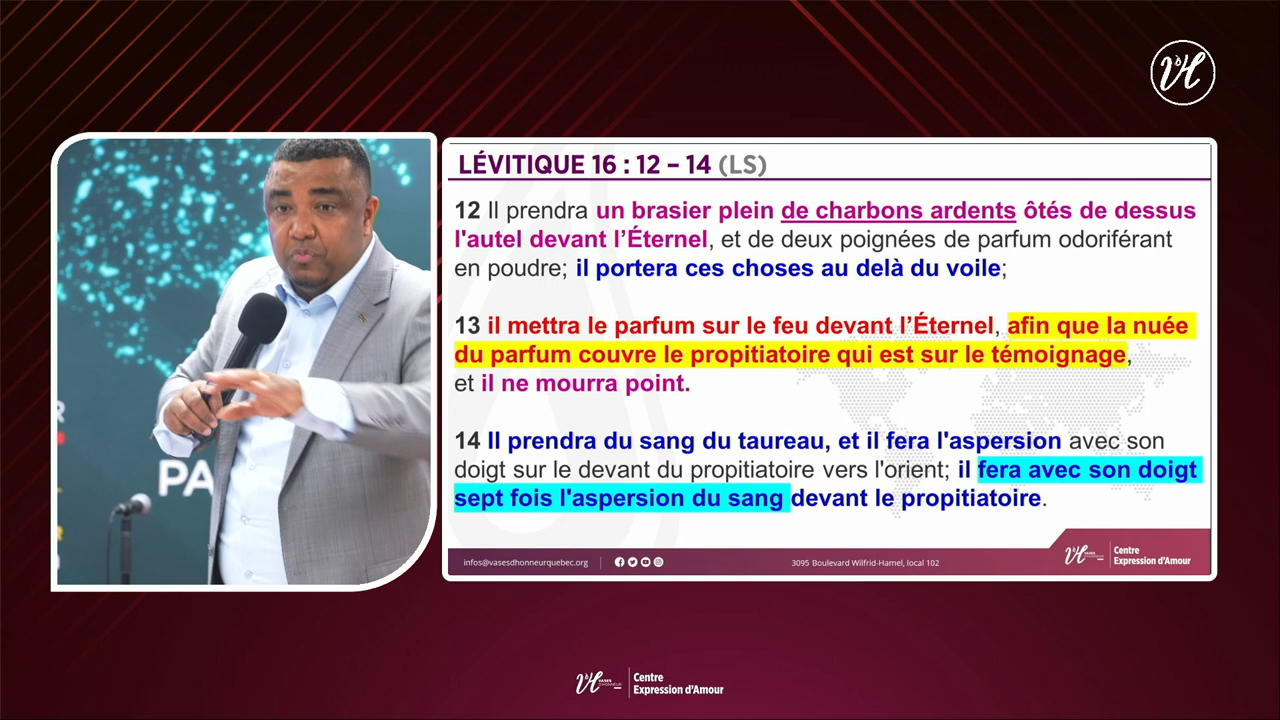 V'H
LÉVITIQUE 16 : 12 – 14 (LS)
12 Il prendra un brasier plein de charbons ardents ôtés de dessus
l'autel devant l’Éternel, et de deux poignées de parfum odoriférant
en poudre; il portera ces choses au delà du voile;
13 il mettra le parfum sur le feu devant l’Éternel, afin que la nuée
du parfum couvre le propitiatoire qui est sur le témoignage,
et il ne mourra point.
14 Il prendra du sang du taureau, et il fera l'aspersion avec son
doigt sur le devant du propitiatoire vers l'orient; il fera avec son doigt
sept fois l'aspersion du sang devant le propitiatoire.
PA
infos@vasesdhonneurquebec.org
3095 Boulevard Wilfrid-Hamel, local 102
V'H
Centre
Expression d’Amour
V'H VASES
D'HONNEUR
Centre
Expression d’Amour